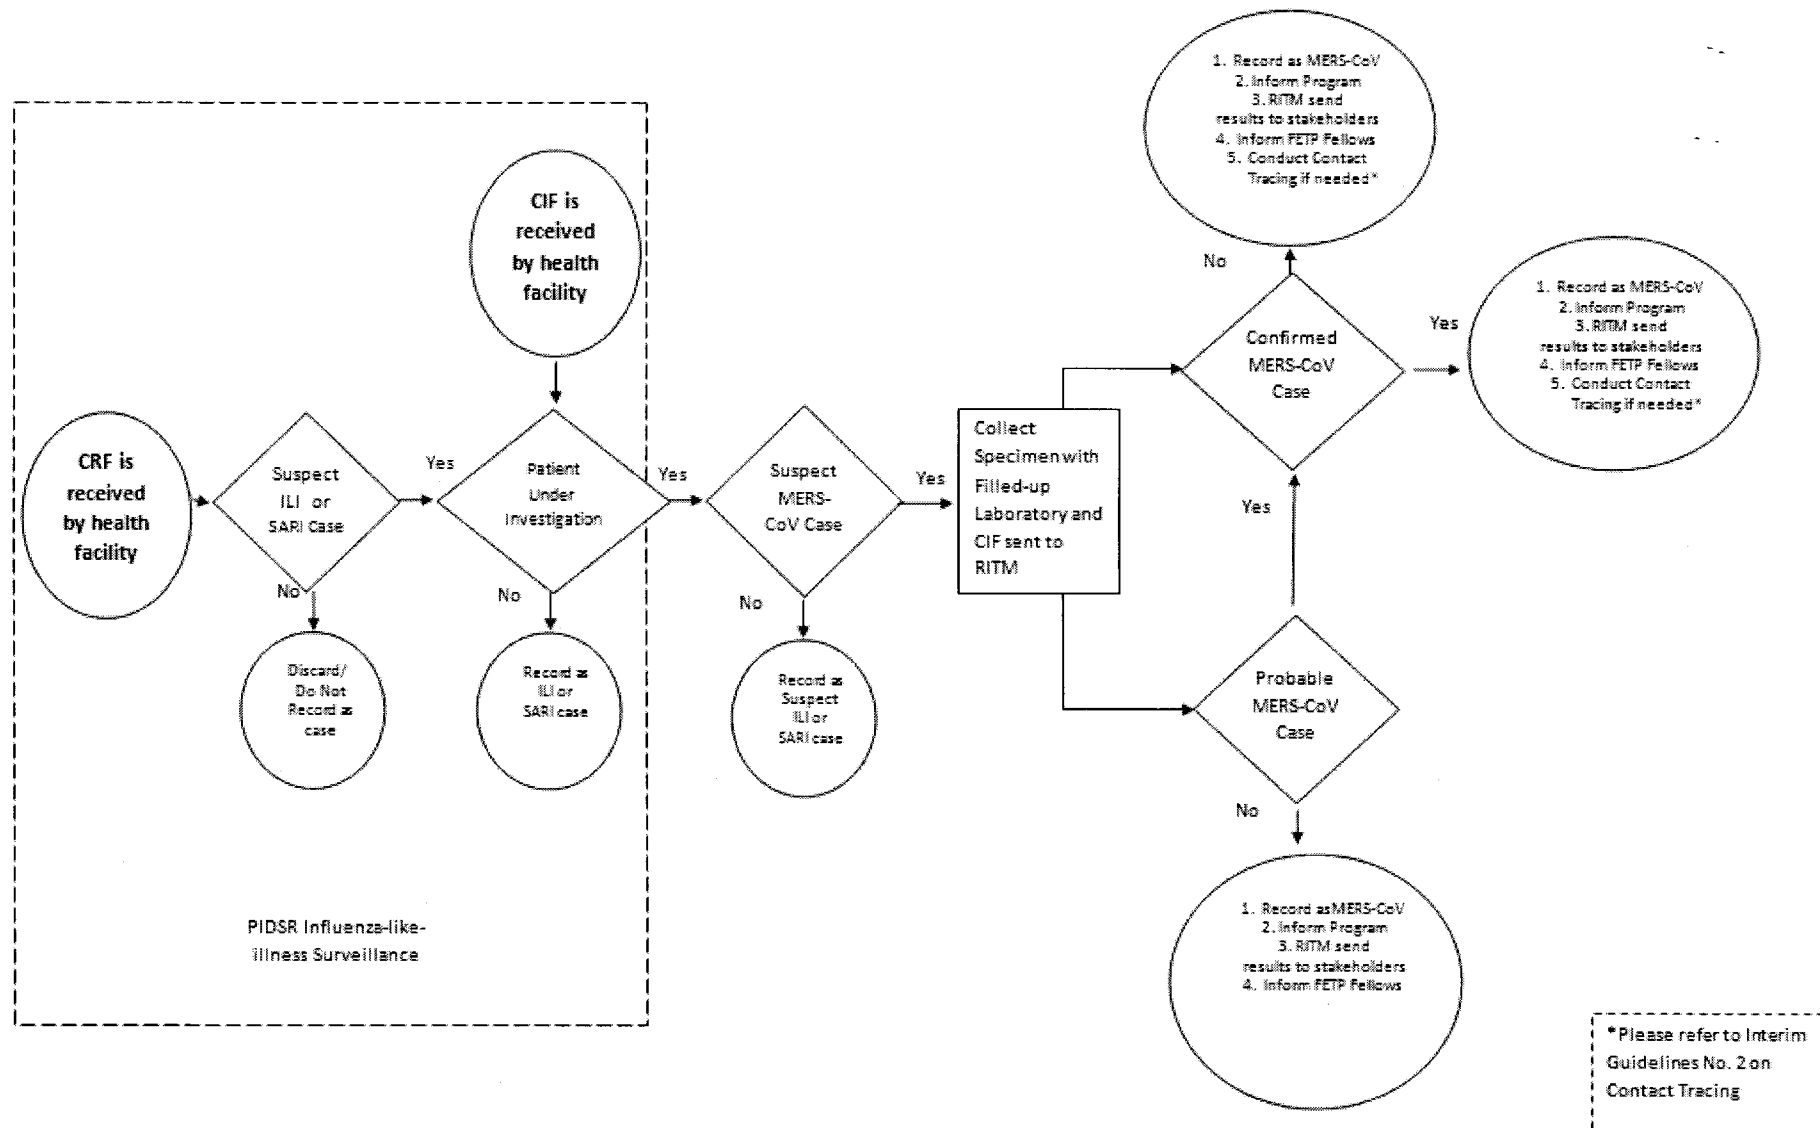 1. Record as MERS-CoV
2. Inform Program
3. RITM send
results to stakeholders
4. Inform FETP Fellows
5. Conduct Contact
Tracing if needed*
CIF is
received
by health
facility
No
1. Record as MERS-CoV
2. Inform Program
3. RITM send
results to stakeholders
4. Inform FETP Fellows
5. Conduct Contact
Tracing if needed*
Yes
Confirmed
MERS-CoV
Case
CRF is
received
by health
facility
Suspect
ILI or
SARI Case
Yes
Patient
Under
Investigation
Yes
Suspect
MERS-
CoV Case
Yes
Collect
Specimen with
Filled-up
Laboratory and
CIF sent to
RITM
Yes
No
No
No
Discard/
Do Not
Record as
case
Record as
ILI or
SARI case
Record as
Suspect
ILI or
SARI case
Probable
MERS-CoV
Case
No
PIDSR Influenza-like-
illness Surveillance
1. Record asMERS-CoV
2. Inform Program
3. RITM send
results to stakeholders
4. Inform FETP Fellows
*Please refer to Interim
Guidelines No. 2 on
Contact Tracing